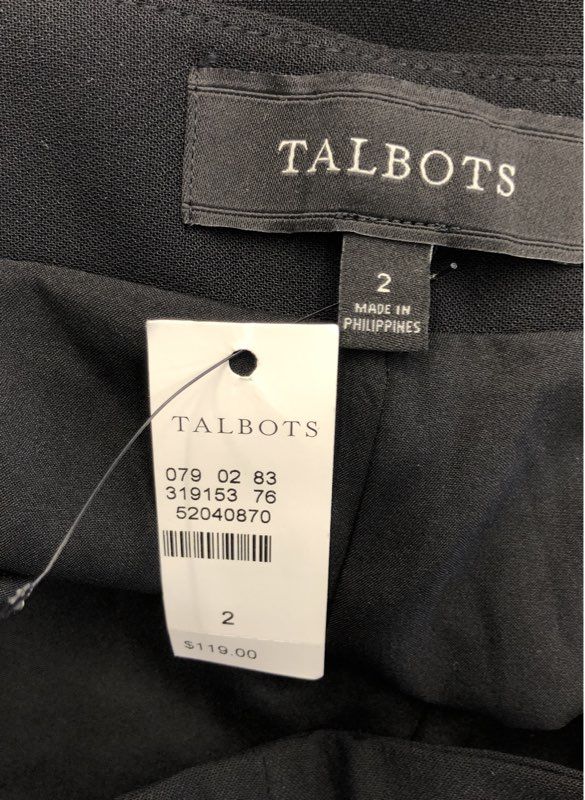 TALBOTS
2
MADE IN
PHILIPPINES
TALBOTS
079 02 83
319153 76
52040870
2
$119.00